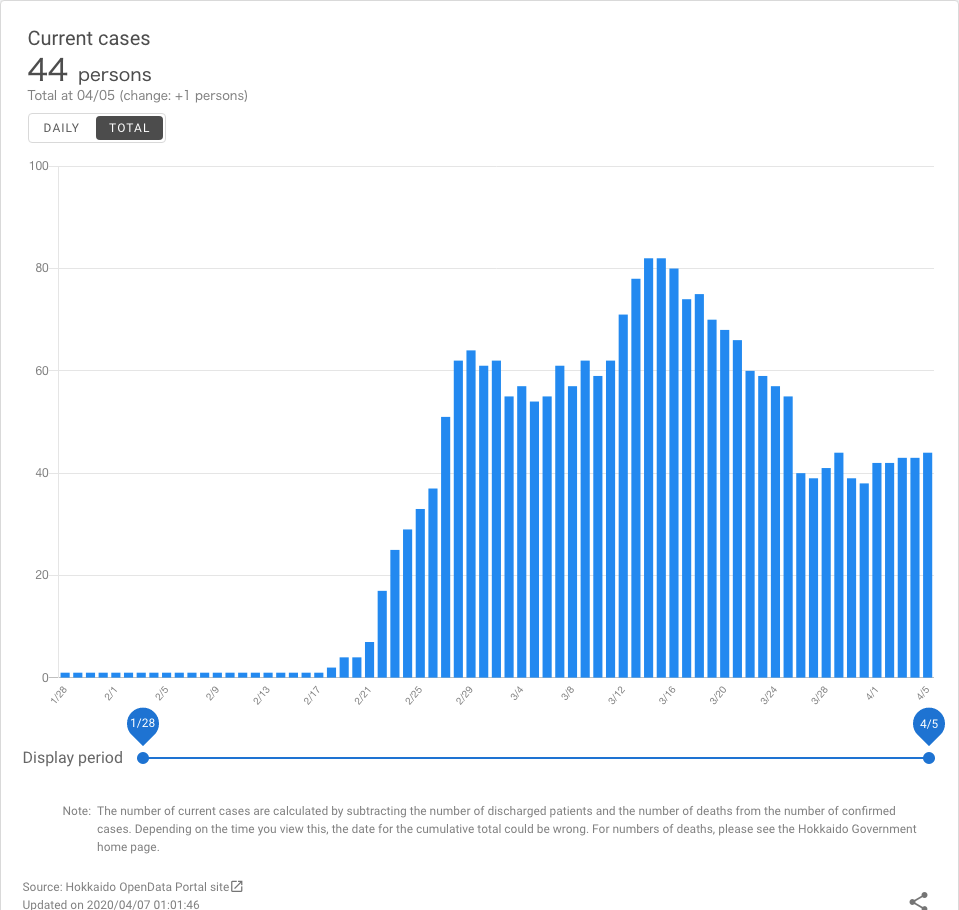 Current cases
44 persons
Total at 04/05 (change: +1 persons)
DAILY TOTAL
100
80
60
40
20
0
1/28 2/1 2/5 2/9 2/13 2/17 2/21 2/25 2/29 3/4 3/8 3/12 3/16 3/20 3/24 3/28 4/1 4/5
1/28 4/5
Display period
Note: The number of current cases are calculated by subtracting the number of discharged patients and the number of deaths from the number of confirmed
cases. Depending on the time you view this, the date for the cumulative total could be wrong. For numbers of deaths, please see the Hokkaido Government
home page.
Source: Hokkaido OpenData Portal site
Updated on 2020/04/07 01:01:46